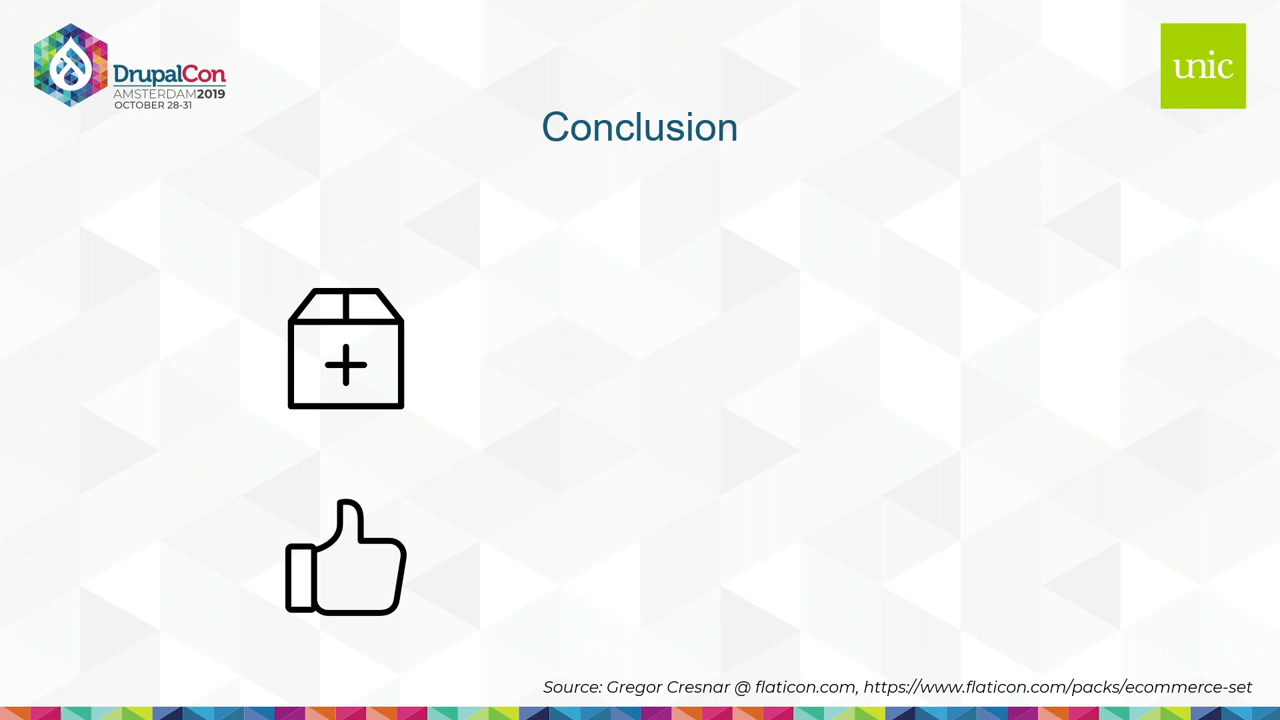 DrupalCon
AMSTERDAM2019
OCTOBER 28-31
unic
Conclusion
Source: Gregor Cresnar @ flaticon.com, https://www.flaticon.com/packs/ecommerce-set